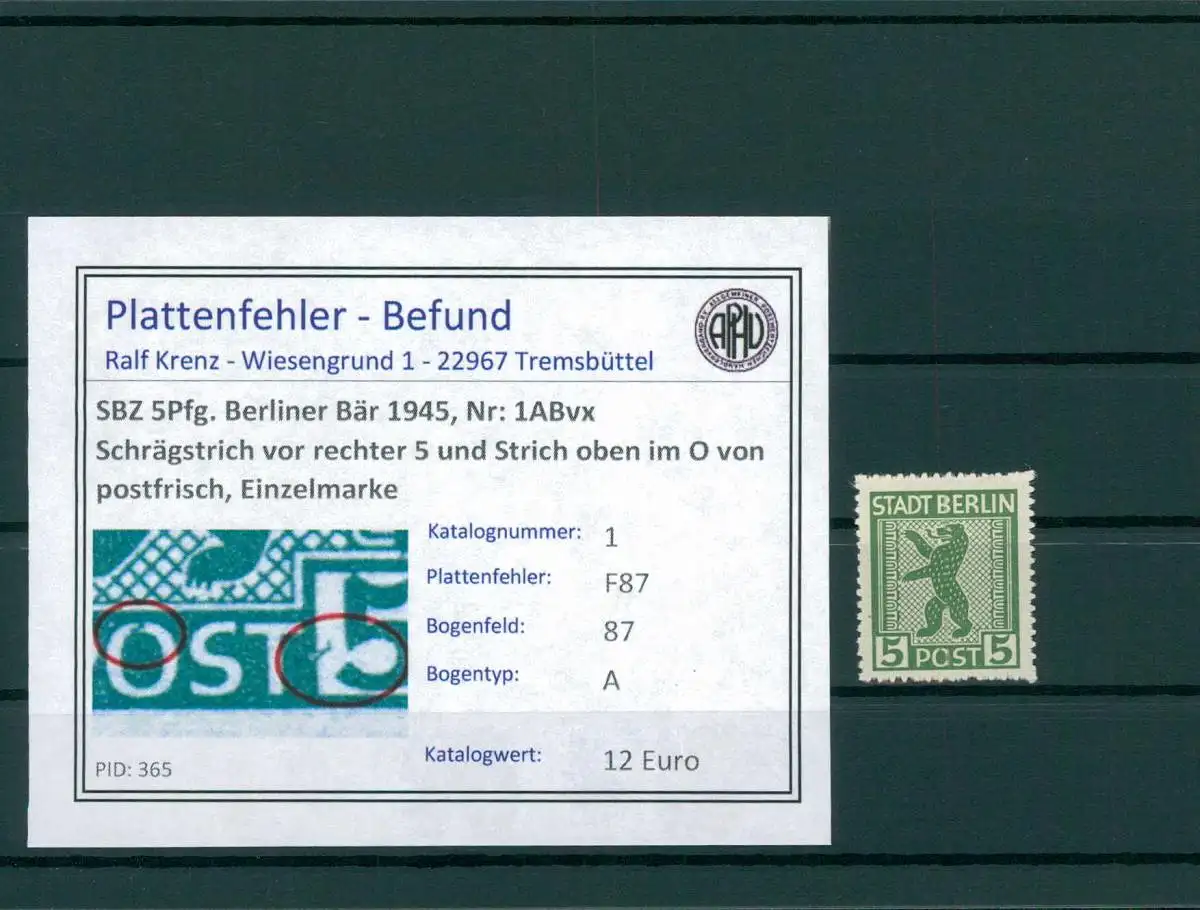 Plattenfehler - Befund
Ralf Krenz - Wiesengrund 1 - 22967 Tremsbüttel
APHV
SBZ 5Pfg. Berliner Bär 1945, Nr: 1ABvx
Schrägstrich vor rechter 5 und Strich oben im O von
postfrisch, Einzelmarke
OST 5
Katalognummer: 1
Plattenfehler: F87
Bogenfeld: 87
Bogentyp: A
Katalogwert: 12 Euro
PID: 365
STADT BERLIN
5 POST 5